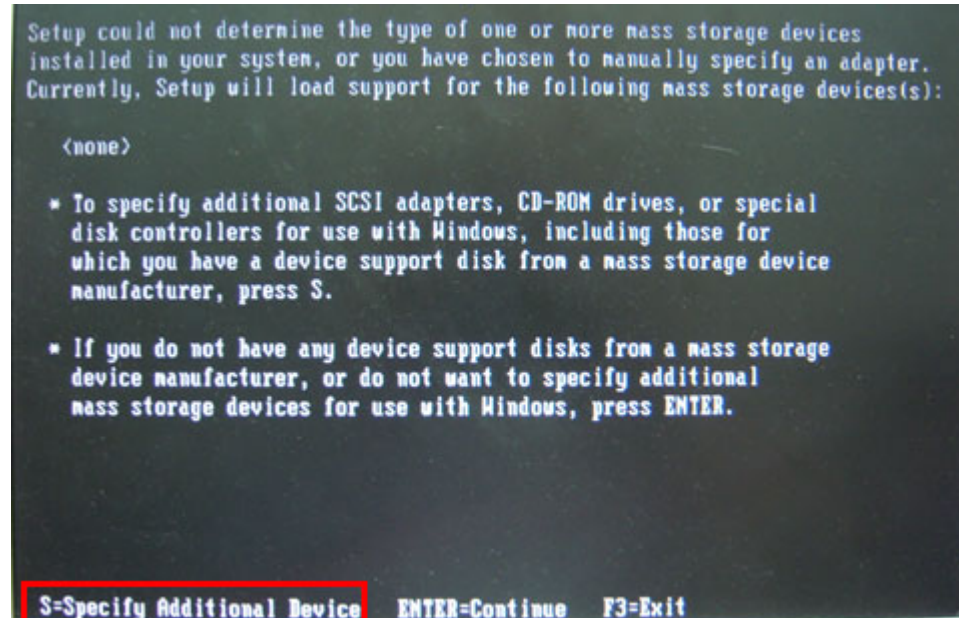 Setup could not determine the type of one or more mass storage devices
installed in your system, or you have chosen to manually specify an adapter.
Currently, Setup will load support for the following mass storage devices(s):
<none>
* To specify additional SCSI adapters, CD-ROM drives, or special
disk controllers for use with Windows, including those for
which you have a device support disk from a mass storage device
manufacturer, press S.
* If you do not have any device support disks from a mass storage
device manufacturer, or do not want to specify additional
mass storage devices for use with Windows, press ENTER.
S=Specify Additional Device ENTER=Continue F3=Exit